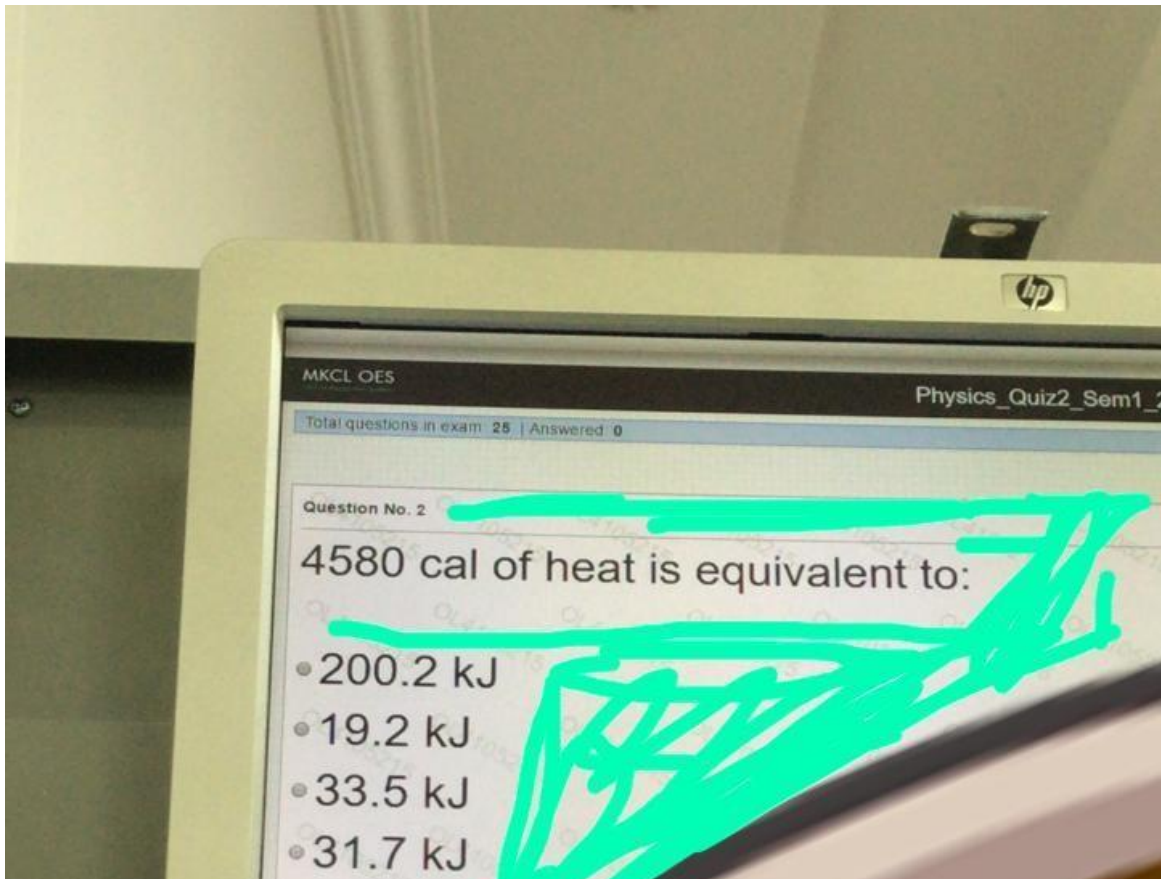 hp
MKCL OES
Physics_Quiz2_Sem1_2
Total questions in exam 25 | Answered 0
Question No. 2
4580 cal of heat is equivalent to:
200.2 kJ
19.2 kJ
33.5 kJ
31.7 kJ